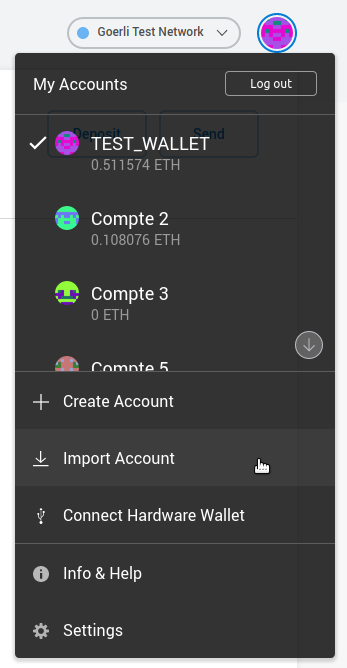 Goerli Test Network
My Accounts
Log out
Deposit
Send
TEST_WALLET
0.511574 ETH
Compte 2
0.108076 ETH
Compte 3
0 ETH
Compte 5
Create Account
Import Account
Connect Hardware Wallet
Info & Help
Settings